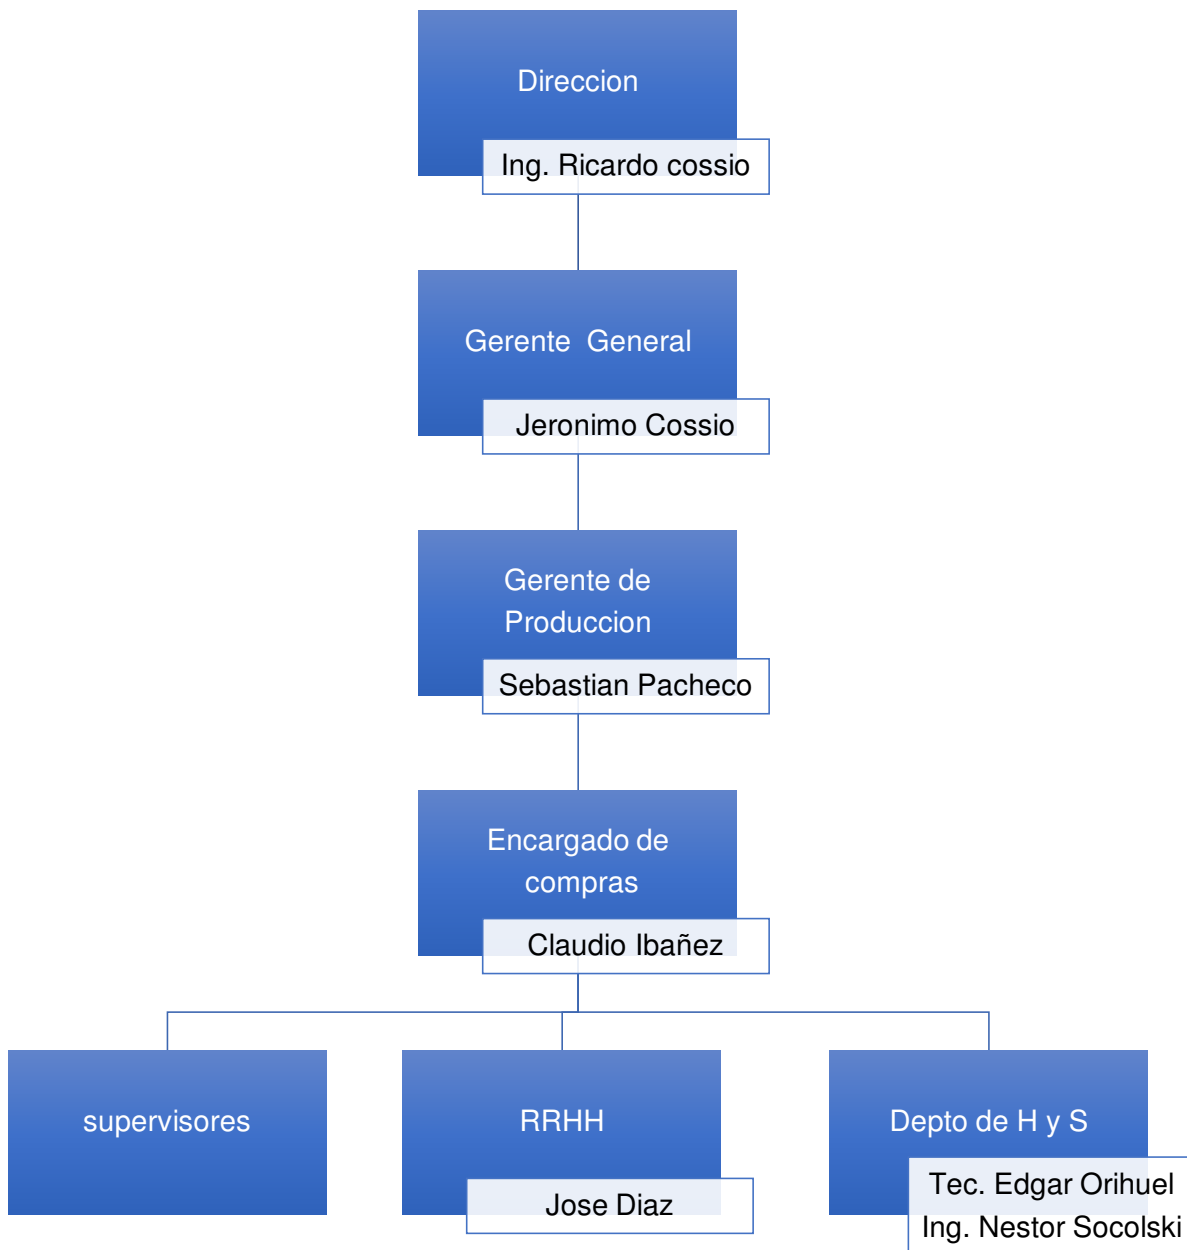 Direccion
Ing. Ricardo cossio
Gerente General
Jeronimo Cossio
Gerente de
Produccion
Sebastian Pacheco
Encargado de
compras
Claudio Ibañez
supervisores
RRHH
Jose Diaz
Depto de H y S
Tec. Edgar Orihuel
Ing. Nestor Socolski